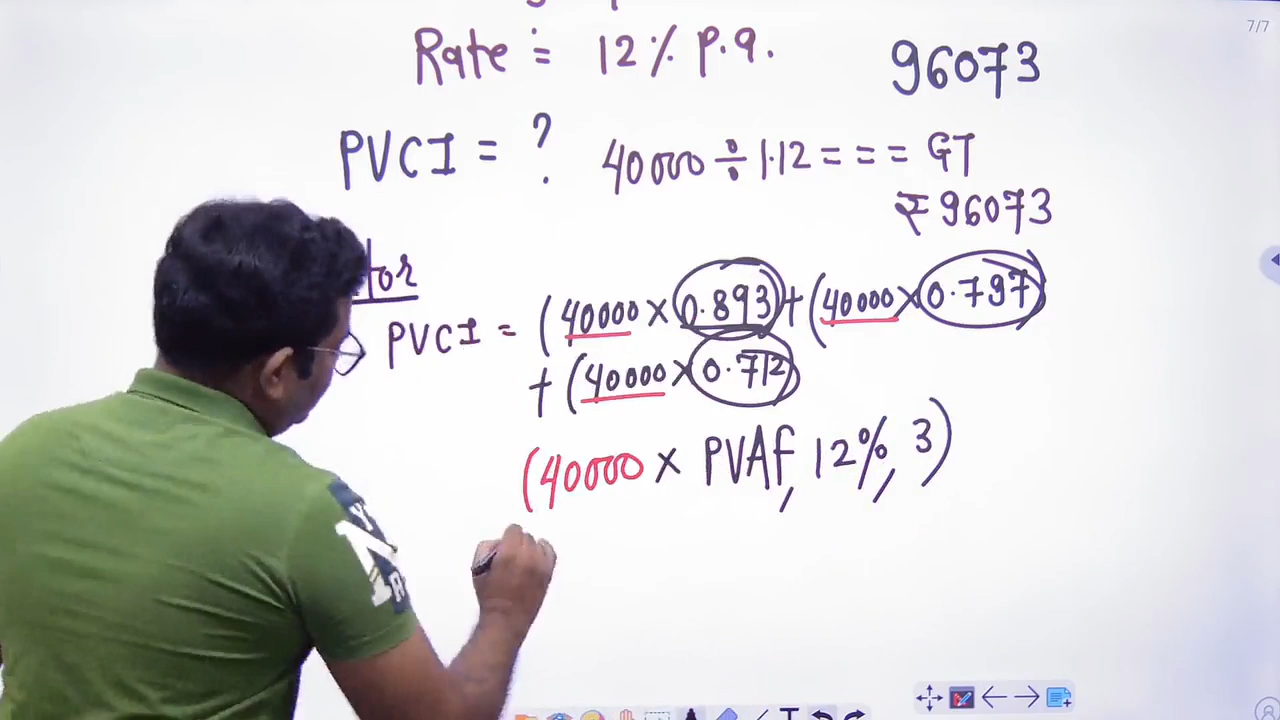 7/7
Rate = 12% p.a.
96073
PVCI = ? 40000 ÷ 1.12 = = = GT
₹ 96073
tor
PVCI = (40000 × 0.893) + (40000 × 0.797)
+ (40000 × 0.712)
(40000 × PVAf, 12%, 3)